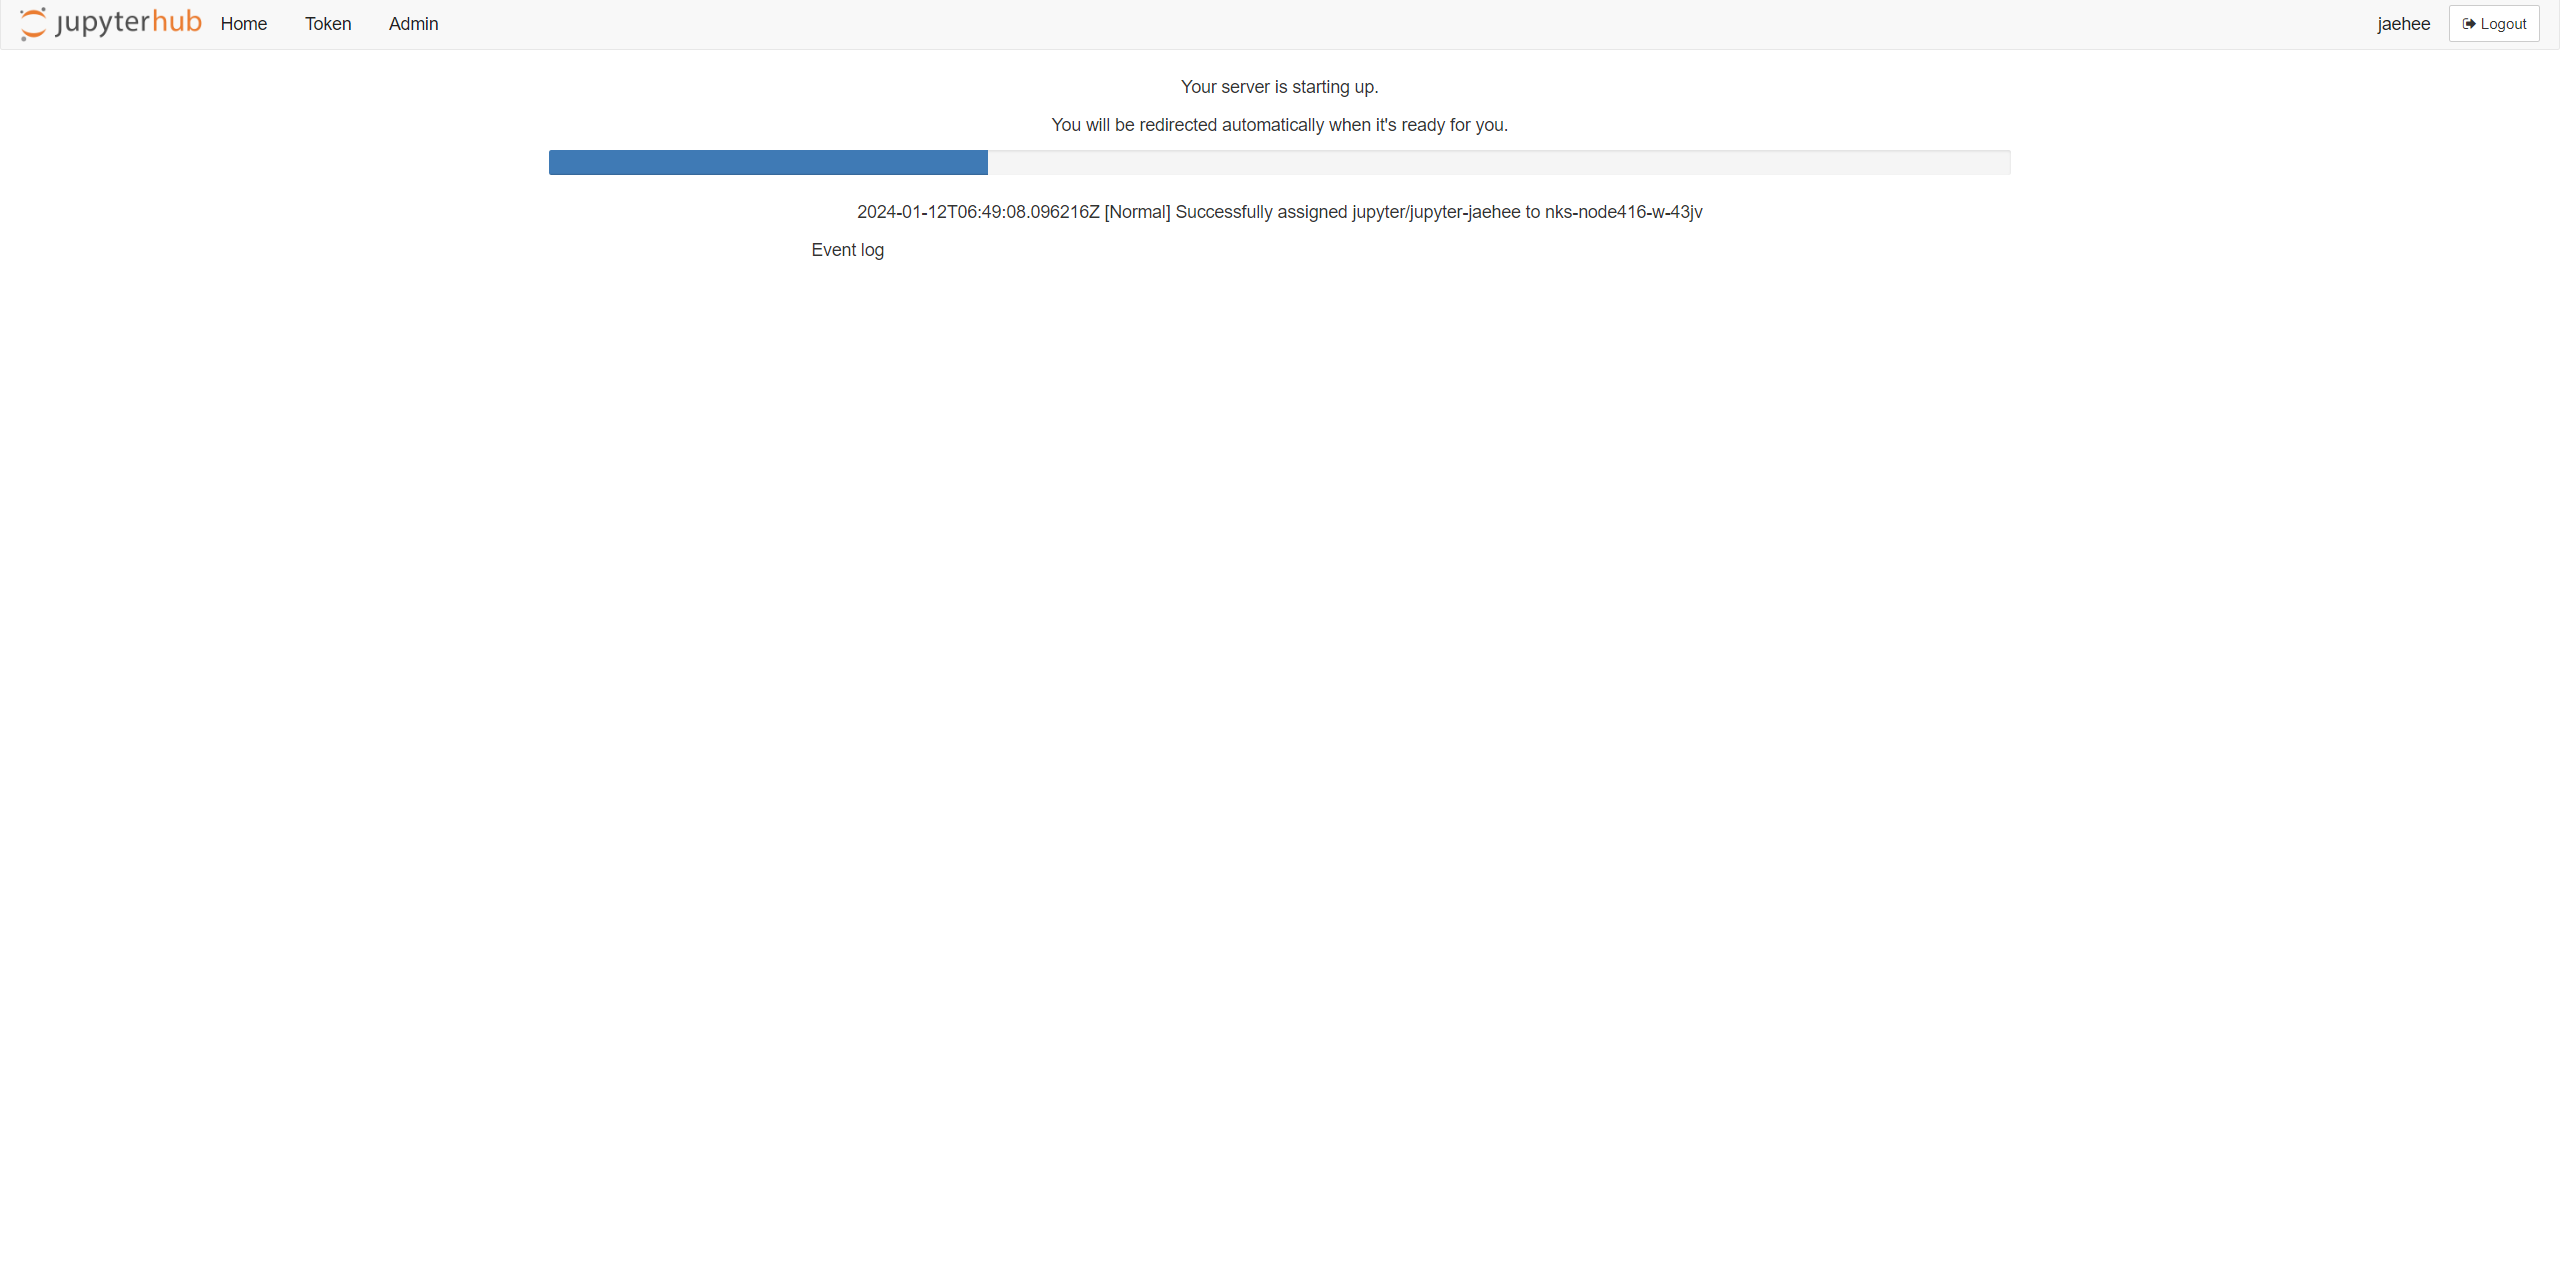 jupyterhub Home Token Admin jaehee Logout
Your server is starting up.
You will be redirected automatically when it's ready for you.
2024-01-12T06:49:08.096216Z [Normal] Successfully assigned jupyter/jupyter-jaehee to nks-node416-w-43jv
Event log